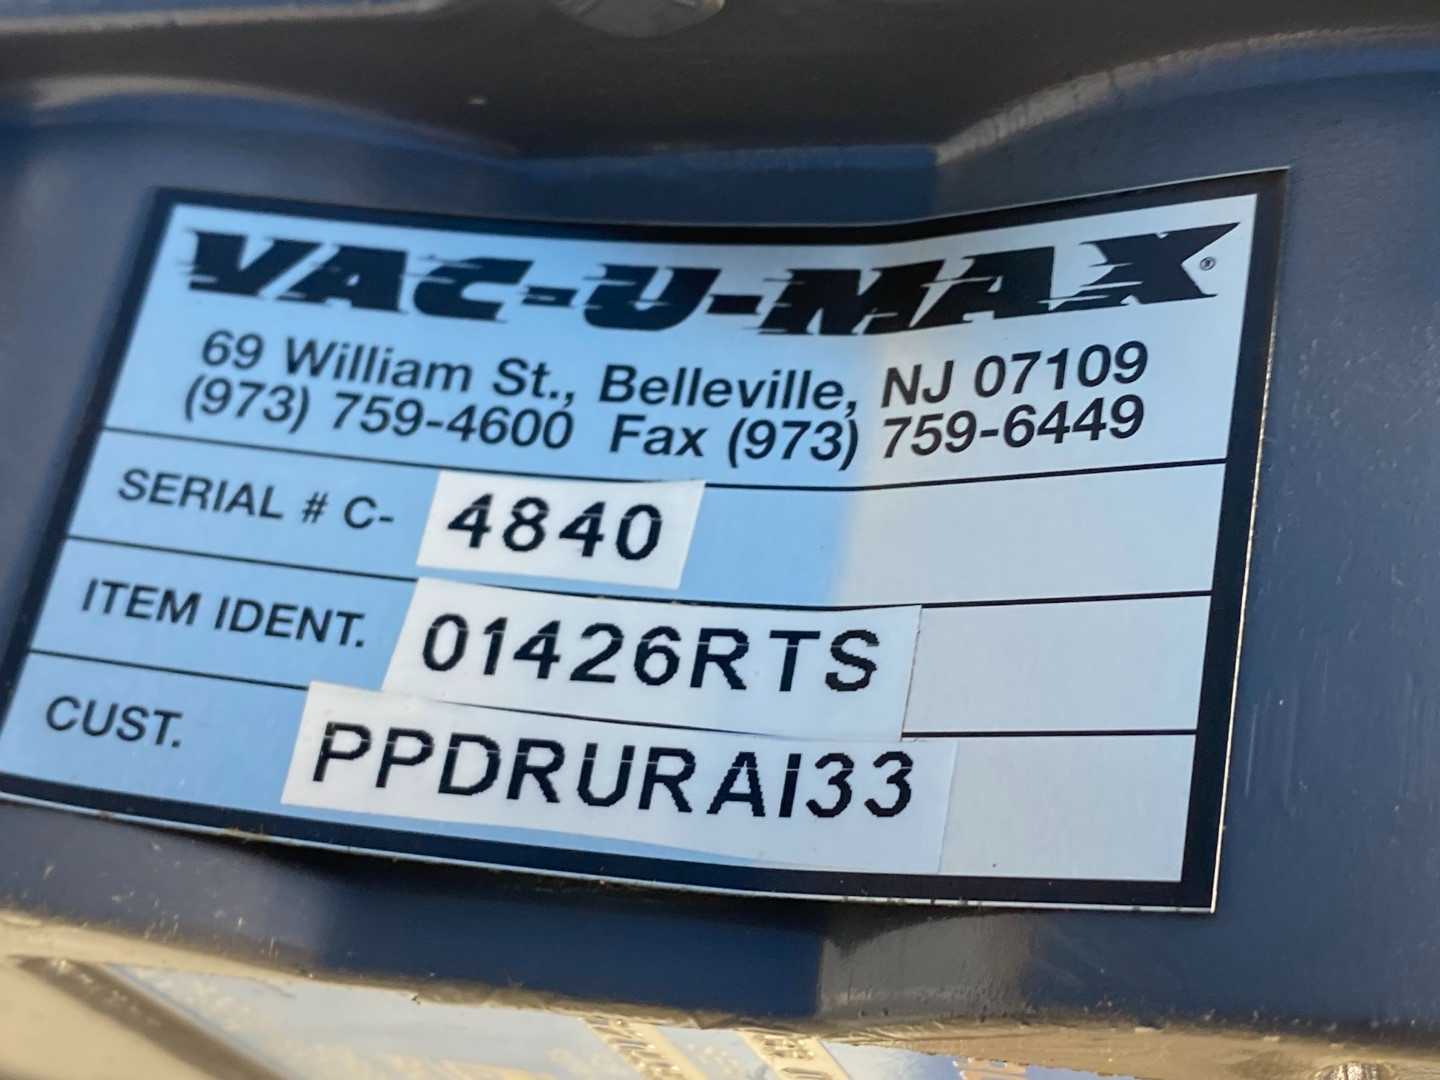 VAC-U-MAX®
69 William St., Belleville, NJ 07109
(973) 759-4600 Fax (973) 759-6449
SERIAL # C- 4840
ITEM IDENT. 01426RTS
CUST. PPDRURAI33